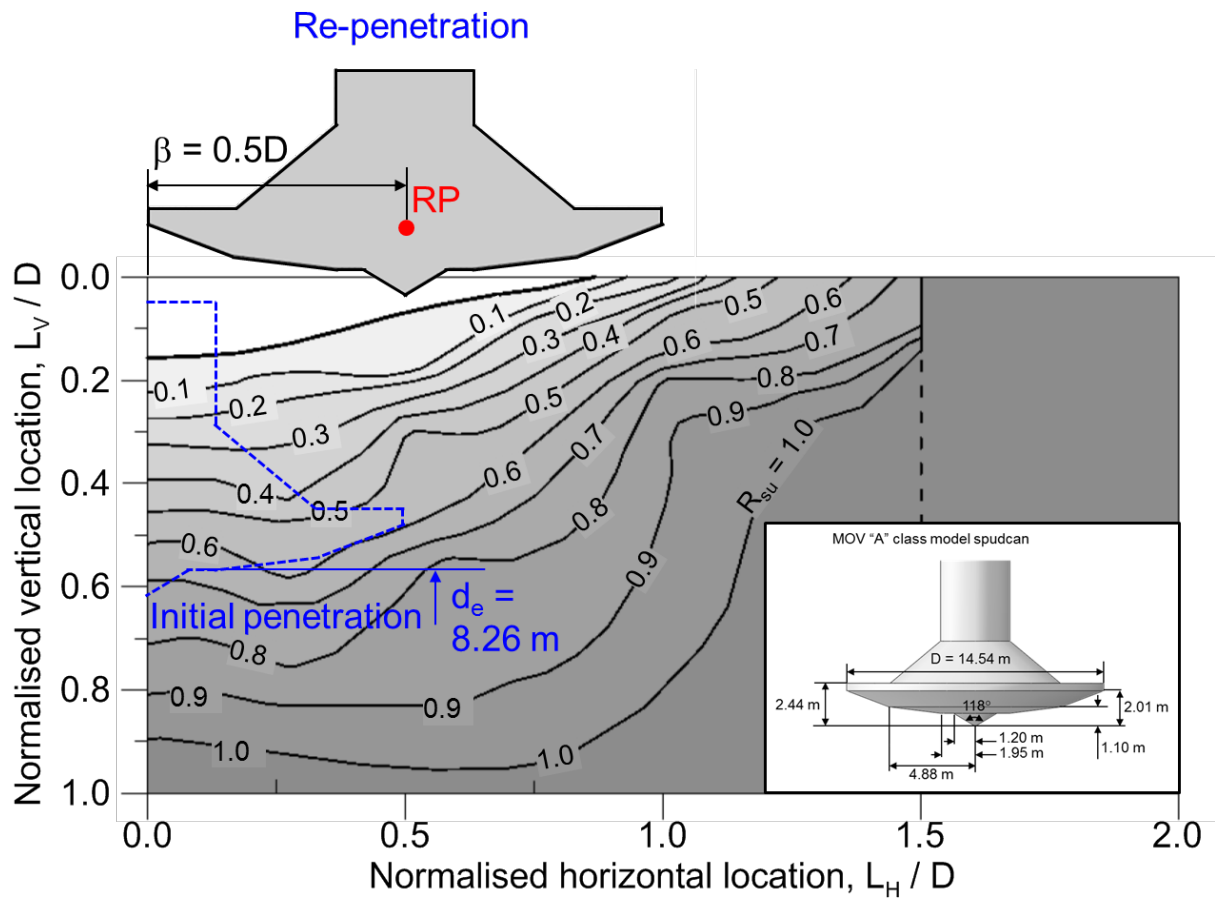 Re-penetration
β = 0.5D
RP
0.0
0.2
0.4
0.6
0.8
1.0
Normalised vertical location, L_V / D
0.1
0.2
0.3
0.4
0.5
0.6
0.7
0.1
0.2
0.3
0.4
0.5
0.6
0.8
0.5
0.6
0.7
0.8
0.9
0.6
0.7
0.8
0.9
R_su = 1.0
0.9
1.0
0.9
1.0
Initial penetration
d_e =
8.26 m
MOV "A" class model spudcan
D = 14.54 m
2.44 m
118°
2.01 m
1.20 m
1.95 m
1.10 m
4.88 m
0.0
0.5
1.0
1.5
2.0
Normalised horizontal location, L_H / D